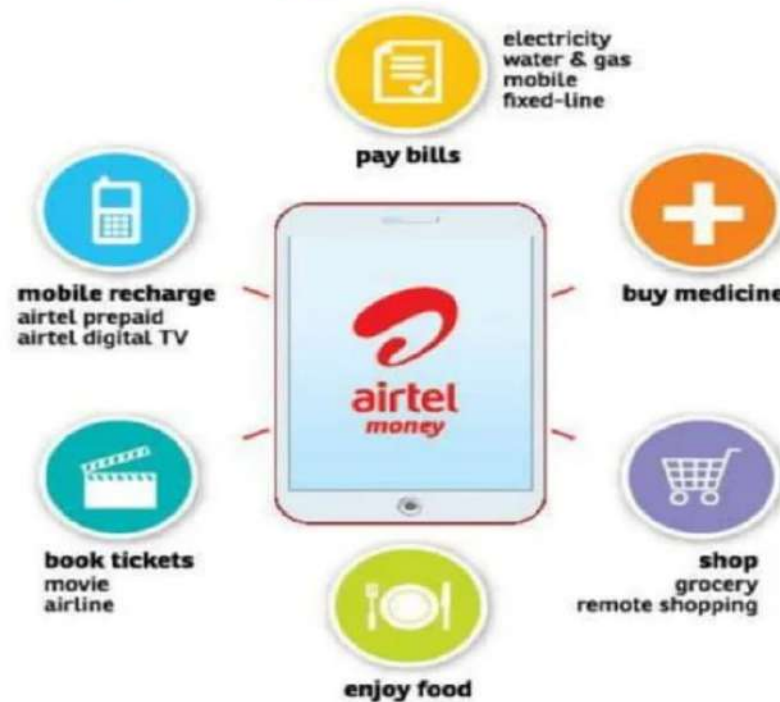 electricity
water & gas
mobile
fixed-line
pay bills
mobile recharge
airtel prepaid
airtel digital TV
buy medicine
airtel
money
book tickets
movie
airline
shop
grocery
remote shopping
enjoy food